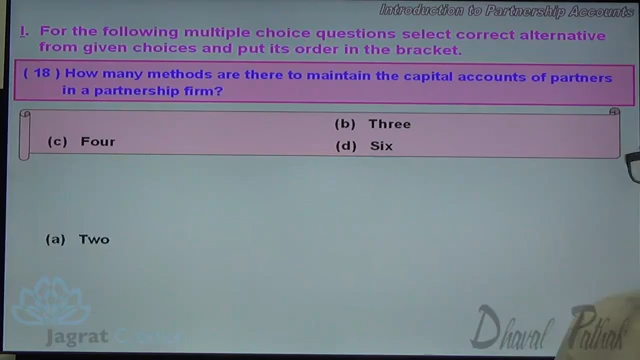 Introduction to Partnership Accounts
I. For the following multiple choice questions select correct alternative
from given choices and put its order in the bracket.
( 18 ) How many methods are there to maintain the capital accounts of partners
in a partnership firm?
(b) Three
(c) Four
(d) Six
(a) Two
Jagrat
Dhaval Pathak